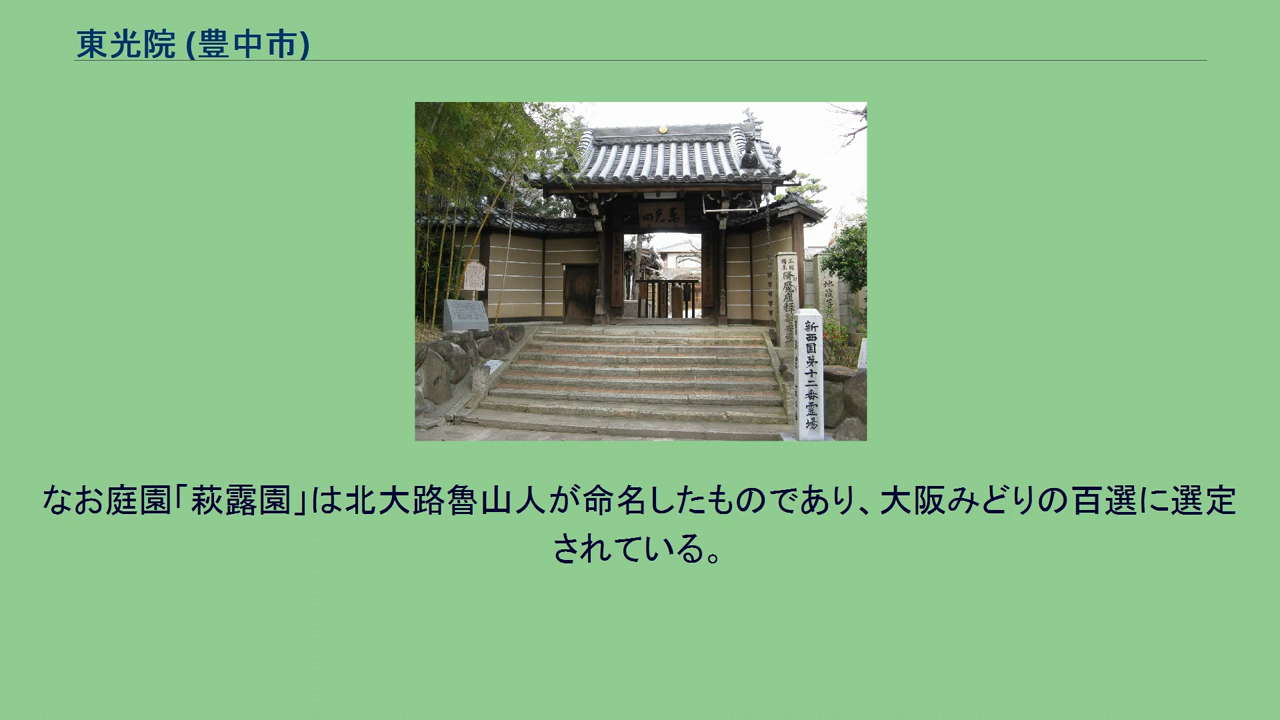 東光院 (豊中市)
新西国第十二番霊場
なお庭園「萩露園」は北大路魯山人が命名したものであり、大阪みどりの百選に選定
されている。